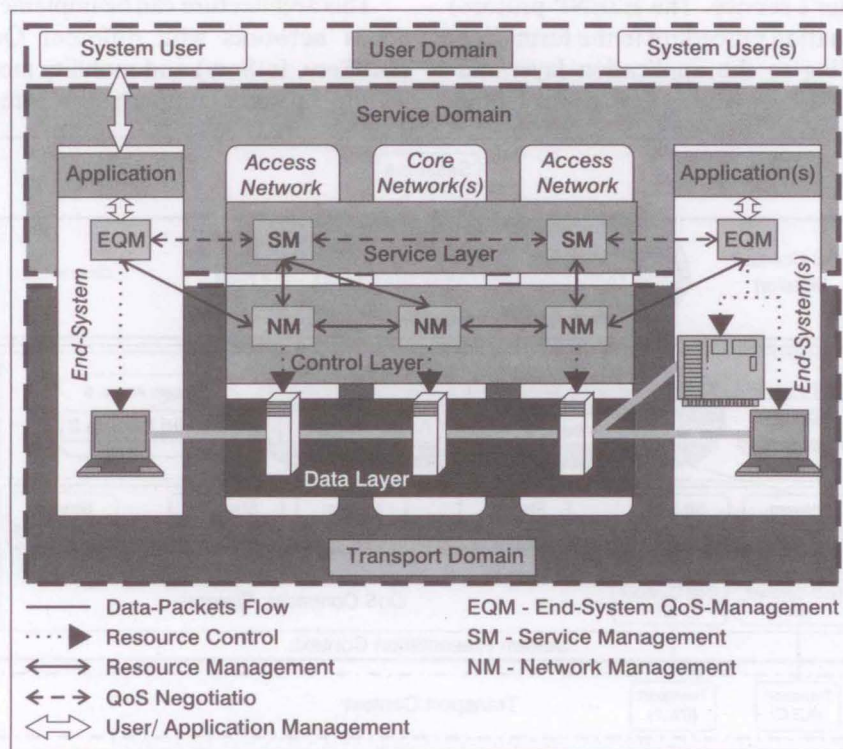 System User
User Domain
System User(s)
Service Domain
Application
Access
Network
Core
Network(s)
Access
Network
Application(s)
EQM
SM
SM
EQM
Service Layer
End-System
NM
NM
NM
End-System(s)
Control Layer
Data Layer
Transport Domain
Data-Packets Flow
Resource Control
Resource Management
QoS Negotiatio
User/ Application Management
EQM - End-System QoS-Management
SM - Service Management
NM - Network Management